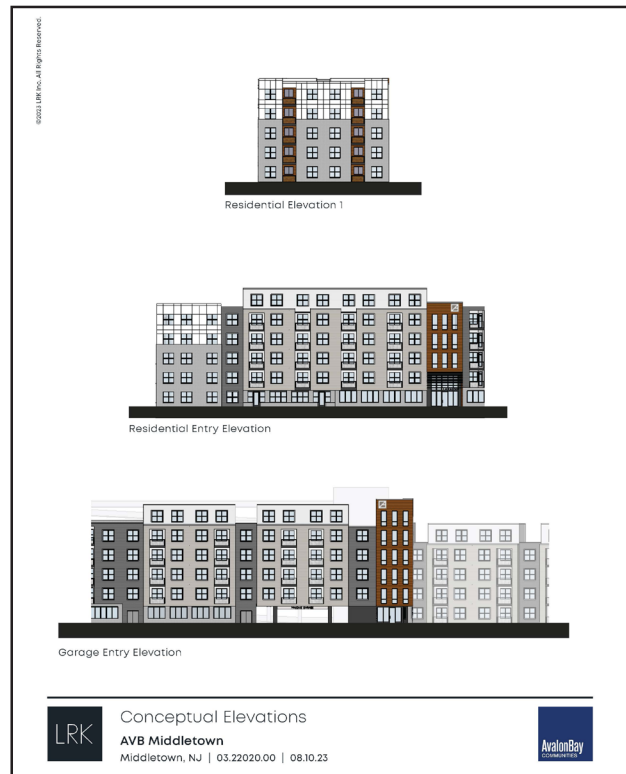 ©2023 LRK Inc. All Rights Reserved.
Residential Elevation 1
Residential Entry Elevation
Garage Entry Elevation
LRK
Conceptual Elevations
AVB Middletown
Middletown, NJ | 03.22020.00 | 08.10.23
AvalonBay
COMMUNITIES